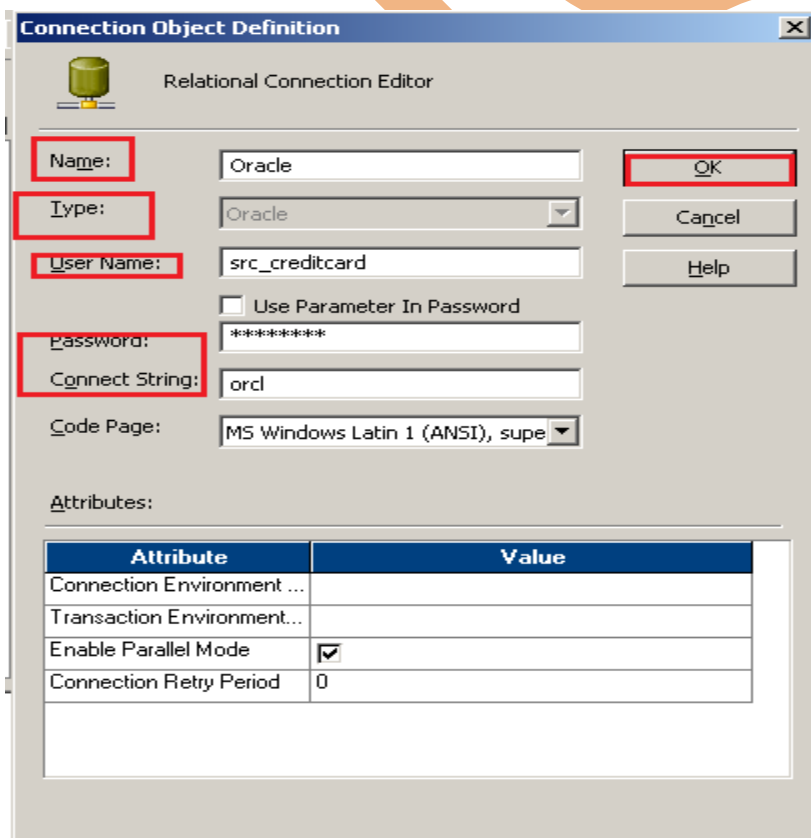 Connection Object Definition
Relational Connection Editor
Name: Oracle
OK
Type: Oracle
Cancel
User Name: src_creditcard
Help
Use Parameter In Password
Password: ********
Connect String: orcl
Code Page: MS Windows Latin 1 (ANSI), supe
Attributes:
Attribute Value
Connection Environment ...
Transaction Environment...
Enable Parallel Mode
Connection Retry Period 0